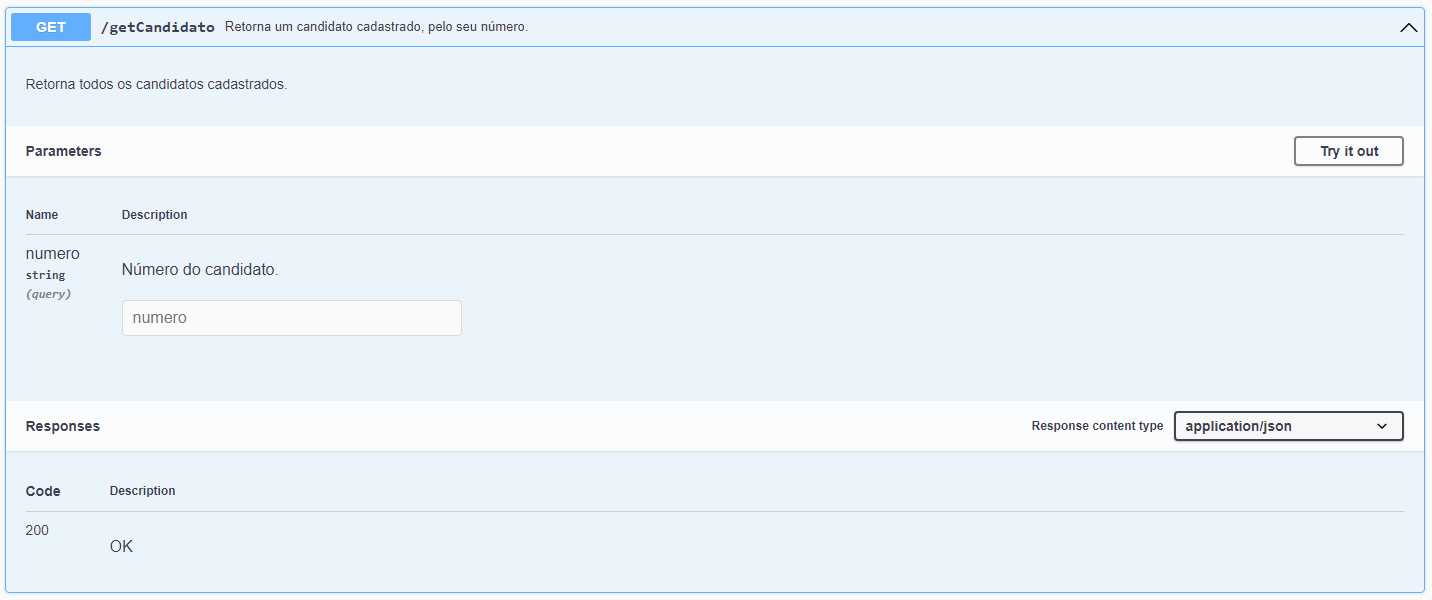 GET /getCandidato Retorna um candidato cadastrado, pelo seu número.
Retorna todos os candidatos cadastrados.
Parameters Try it out
Name Description
numero
string
(query)
Número do candidato.
numero
Responses Response content type application/json
Code Description
200
OK